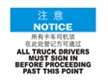 注 意
NOTICE
所有卡车司机须
在此处登记方可通过
ALL TRUCK DRIVERS
MUST SIGN IN
BEFORE PROCEEDING
PAST THIS POINT